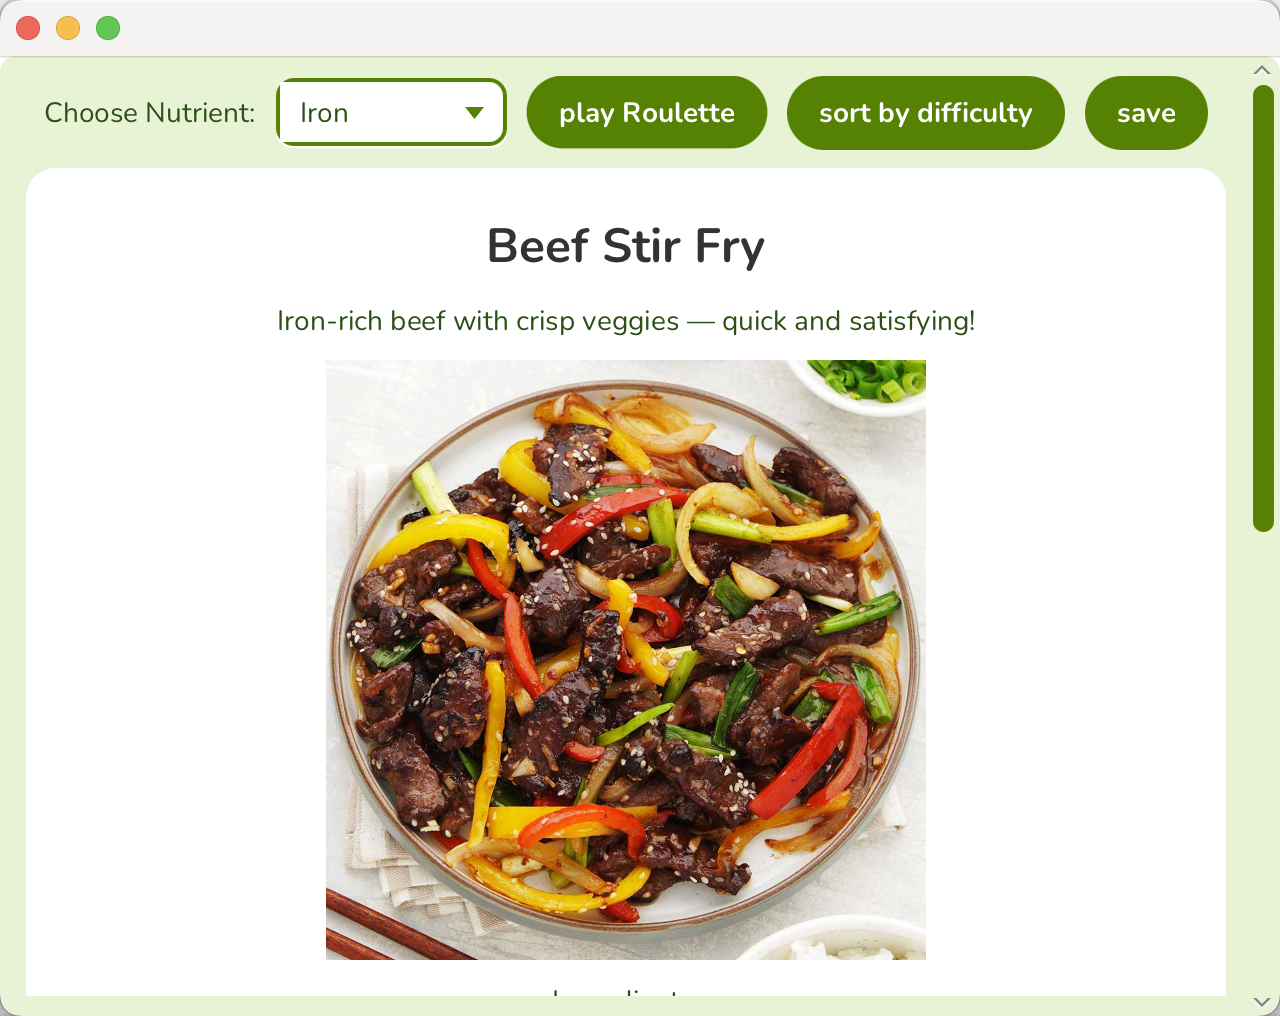 Choose Nutrient: Iron play Roulette sort by difficulty save
Beef Stir Fry
Iron-rich beef with crisp veggies — quick and satisfying!